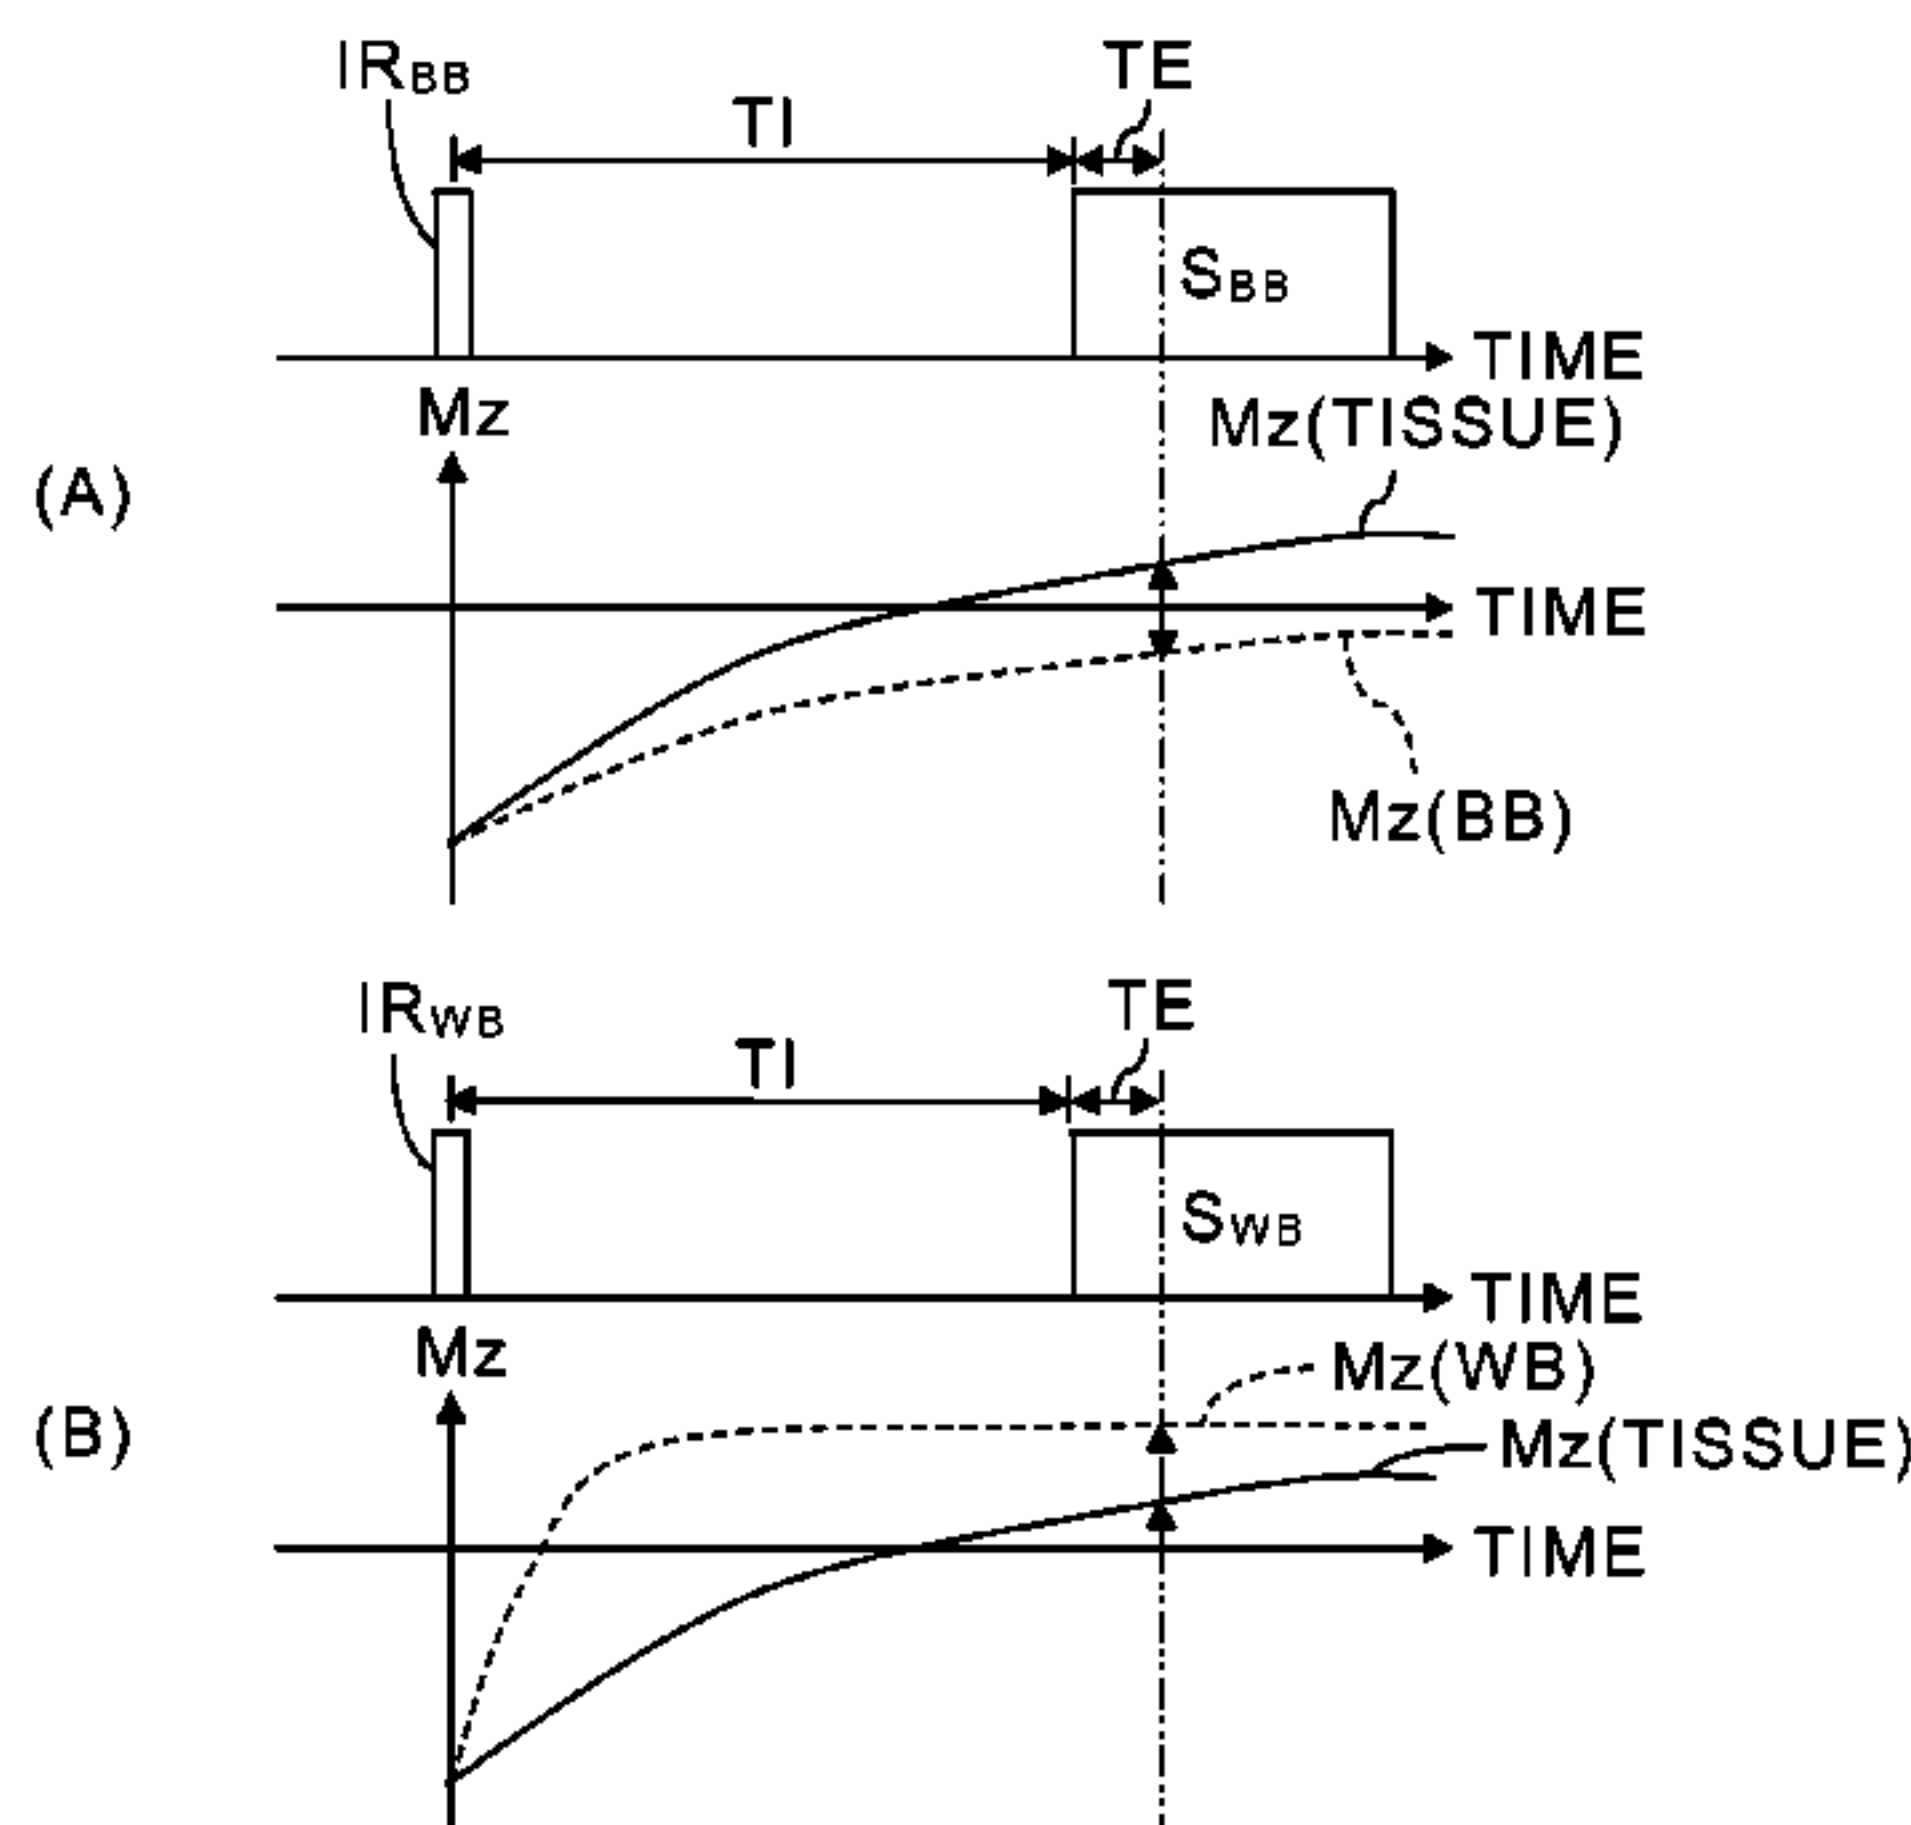 IRBB
TE
TI
SBB
TIME
Mz
Mz(TISSUE)
(A)
TIME
Mz(BB)
IRWB
TE
TI
SWB
TIME
Mz
Mz(WB)
(B)
Mz(TISSUE)
TIME